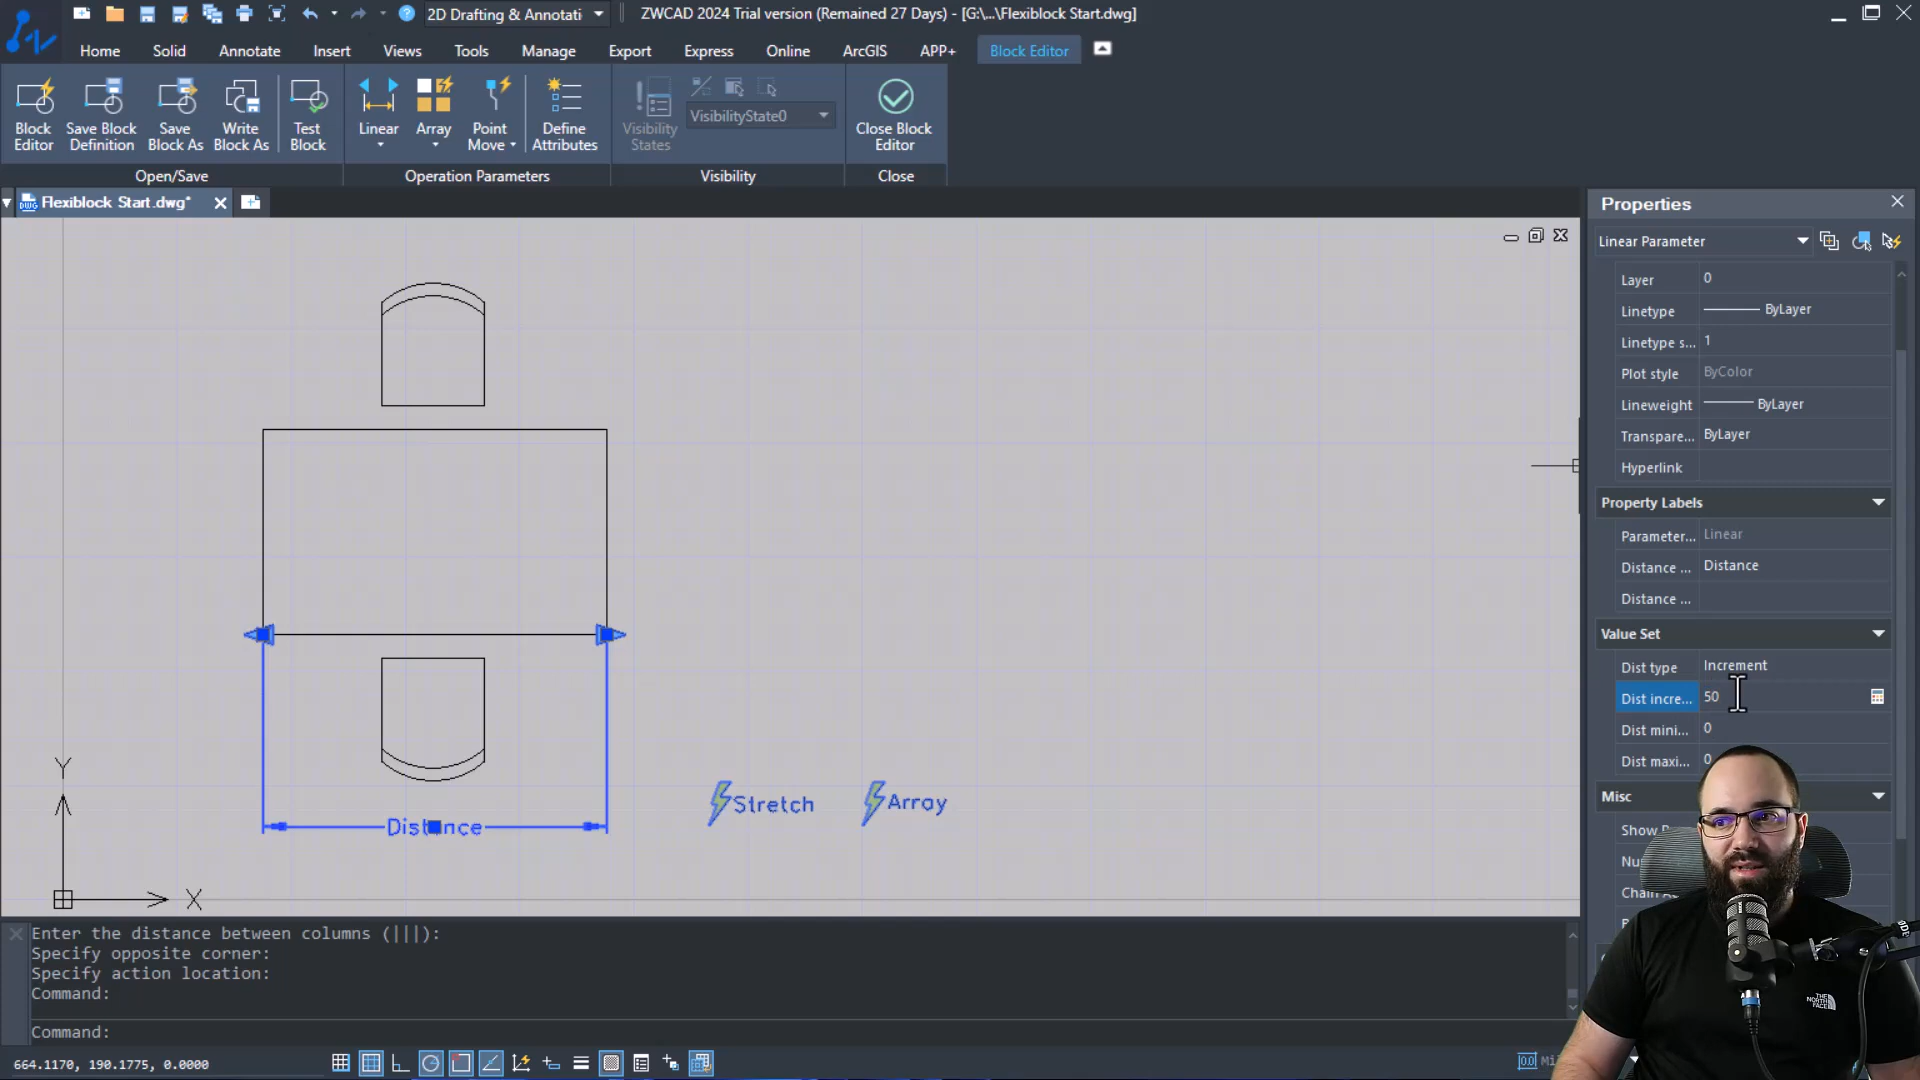 2D Drafting & Annotati
ZWCAD 2024 Trial version (Remained 27 Days) - [G:\...\Flexiblock Start.dwg]
Home Solid Annotate Insert Views Tools Manage Export Express Online ArcGIS APP+ Block Editor
Block Editor
Save Block Definition
Save Block As
Write Block As
Test Block
Linear
Array
Point Move
Define Attributes
Visibility States
VisibilityState0
Close Block Editor
Open/Save
Operation Parameters
Visibility
Close
Flexiblock Start.dwg*
Properties
Linear Parameter
Layer 0
Linetype ByLayer
Linetype s... 1
Plot style ByColor
Lineweight ByLayer
Transpare... ByLayer
Hyperlink
Property Labels
Parameter... Linear
Distance ... Distance
Distance ...
Value Set
Dist type Increment
Dist incre... 50
Dist mini... 0
Dist maxi... 0
Misc
Show
Nu
Chain
Stretch
Array
Distance
Y
X
Enter the distance between columns (|||):
Specify opposite corner:
Specify action location:
Command:
Command:
664.1170, 190.1775, 0.0000
THE NORTH FACE